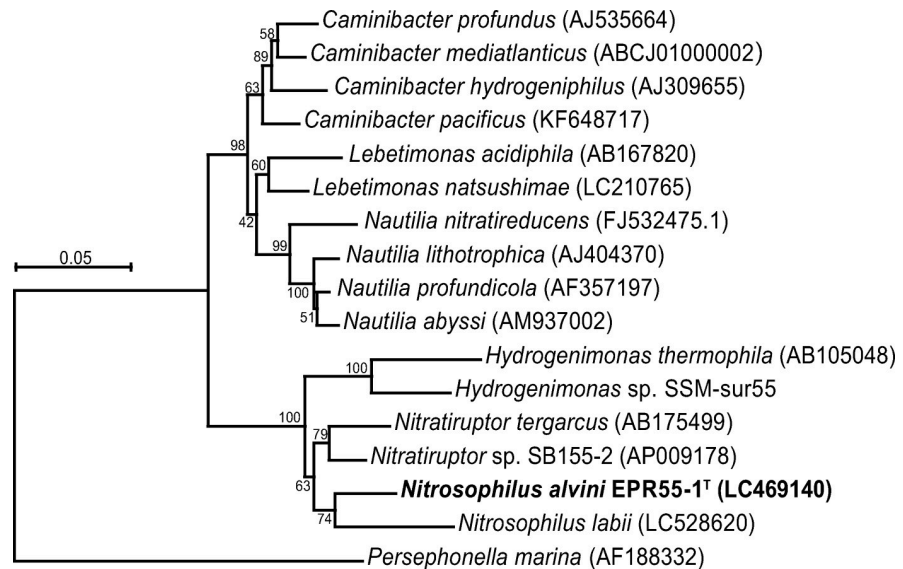 Caminibacter profundus (AJ535664)
58
Caminibacter mediatlanticus (ABCJ01000002)
89
Caminibacter hydrogeniphilus (AJ309655)
63
Caminibacter pacificus (KF648717)
98
Lebetimonas acidiphila (AB167820)
60
Lebetimonas natsushimae (LC210765)
42
Nautilia nitratireducens (FJ532475.1)
99
Nautilia lithotrophica (AJ404370)
0.05
100
Nautilia profundicola (AF357197)
51
Nautilia abyssi (AM937002)
Hydrogenimonas thermophila (AB105048)
100
Hydrogenimonas sp. SSM-sur55
100
Nitratiruptor tergarcus (AB175499)
79
Nitratiruptor sp. SB155-2 (AP009178)
63
Nitrosophilus alvini EPR55-1ᵀ (LC469140)
74
Nitrosophilus labii (LC528620)
Persephonella marina (AF188332)